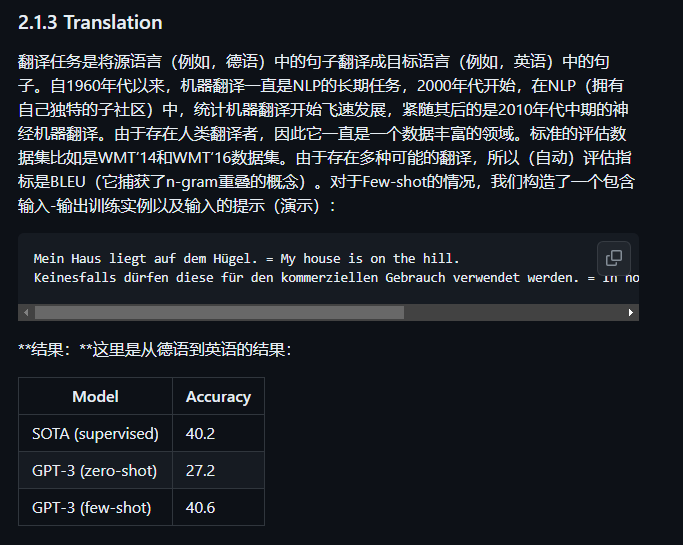 2.1.3 Translation
翻译任务是将源语言（例如，德语）中的句子翻译成目标语言（例如，英语）中的句
子。自1960年代以来，机器翻译一直是NLP的长期任务，2000年代开始，在NLP（拥有
自己独特的子社区）中，统计机器翻译开始飞速发展，紧随其后的是2010年代中期的神
经机器翻译。由于存在人类翻译者，因此它一直是一个数据丰富的领域。标准的评估数
据集比如是WMT’14和WMT’16数据集。由于存在多种可能的翻译，所以（自动）评估指
标是BLEU（它捕获了n-gram重叠的概念）。对于Few-shot的情况，我们构造了一个包含
输入-输出训练实例以及输入的提示（演示）：
Mein Haus liegt auf dem Hügel. = My house is on the hill.
Keinesfalls dürfen diese für den kommerziellen Gebrauch verwendet werden. = In no
**结果：**这里是从德语到英语的结果：
Model Accuracy
SOTA (supervised) 40.2
GPT-3 (zero-shot) 27.2
GPT-3 (few-shot) 40.6